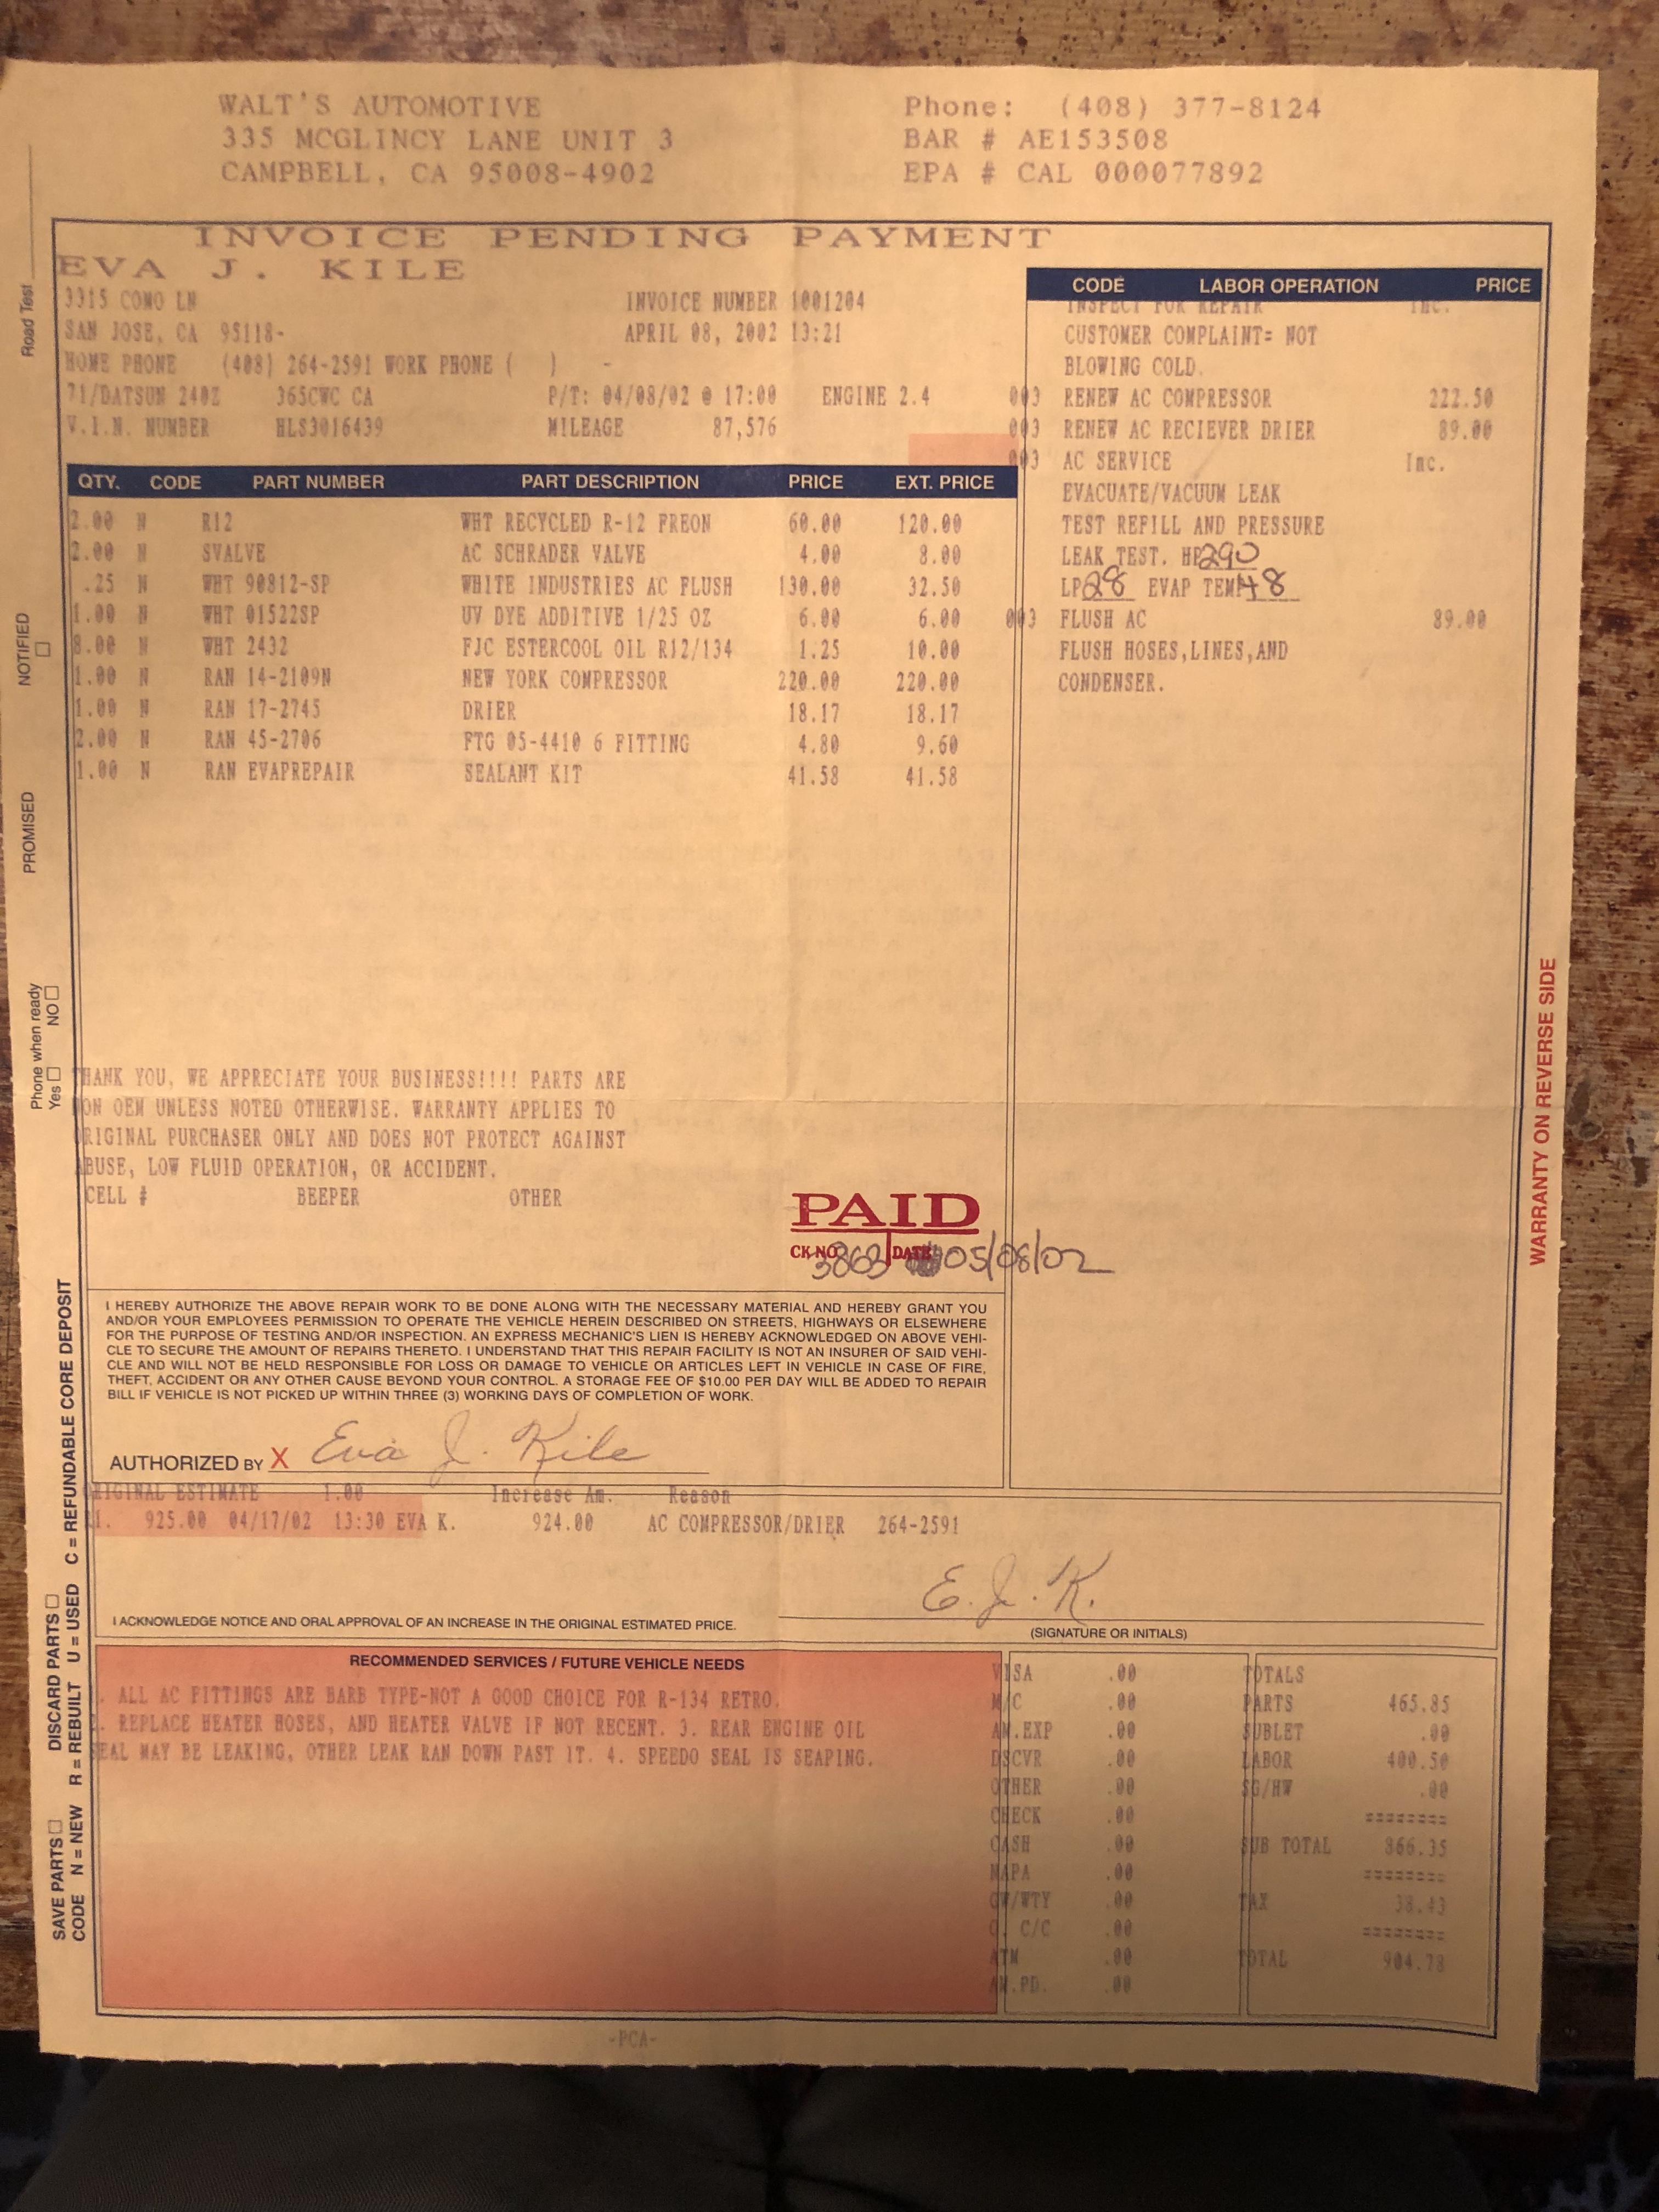 WALT'S AUTOMOTIVE
335 MCGLINCY LANE UNIT 3
CAMPBELL, CA 95008-4902
Phone: (408) 377-8124
BAR # AE153508
EPA # CAL 000077892
INVOICE PENDING PAYMENT
EVA J. KILE
3315 COMO LN
SAN JOSE, CA 95118-
HOME PHONE (408) 264-2591 WORK PHONE ( ) -
INVOICE NUMBER 1001204
APRIL 08, 2002 13:21
71/DATSUN 240Z 365CWC CA P/T: 04/08/02 @ 17:00 ENGINE 2.4
V.I.N. NUMBER HLS3016439 MILEAGE 87,576
QTY. CODE PART NUMBER PART DESCRIPTION PRICE EXT. PRICE
2.00 N R12 WHT RECYCLED R-12 FREON 60.00 120.00
2.00 N SVALVE AC SCHRADER VALVE 4.00 8.00
.25 N WHT 90812-SP WHITE INDUSTRIES AC FLUSH 130.00 32.50
1.00 N WHT 01522SP UV DYE ADDITIVE 1/25 OZ 6.00 6.00
8.00 N WHT 2432 FJC ESTERCOOL OIL R12/134 1.25 10.00
1.00 N RAN 14-2109N NEW YORK COMPRESSOR 220.00 220.00
1.00 N RAN 17-2745 DRIER 18.17 18.17
2.00 N RAN 45-2706 FTG 05-4410 6 FITTING 4.80 9.60
1.00 N RAN EVAPREPAIR SEALANT KIT 41.58 41.58
CODE LABOR OPERATION PRICE
INSPECT FOR REPAIR Inc.
CUSTOMER COMPLAINT= NOT
BLOWING COLD.
003 RENEW AC COMPRESSOR 222.50
003 RENEW AC RECIEVER DRIER 89.00
003 AC SERVICE Inc.
EVACUATE/VACUUM LEAK
TEST REFILL AND PRESSURE
LEAK TEST. HP 290
LP 28 EVAP TEMP 48
003 FLUSH AC 89.00
FLUSH HOSES,LINES,AND
CONDENSER.
THANK YOU, WE APPRECIATE YOUR BUSINESS!!!! PARTS ARE
NON OEM UNLESS NOTED OTHERWISE. WARRANTY APPLIES TO
ORIGINAL PURCHASER ONLY AND DOES NOT PROTECT AGAINST
ABUSE, LOW FLUID OPERATION, OR ACCIDENT.
CELL # BEEPER OTHER
PAID
CK NO 3863 DATE 05/08/02
I HEREBY AUTHORIZE THE ABOVE REPAIR WORK TO BE DONE ALONG WITH THE NECESSARY MATERIAL AND HEREBY GRANT YOU
AND/OR YOUR EMPLOYEES PERMISSION TO OPERATE THE VEHICLE HEREIN DESCRIBED ON STREETS, HIGHWAYS OR ELSEWHERE
FOR THE PURPOSE OF TESTING AND/OR INSPECTION. AN EXPRESS MECHANIC'S LIEN IS HEREBY ACKNOWLEDGED ON ABOVE VEHI-
CLE TO SECURE THE AMOUNT OF REPAIRS THERETO. I UNDERSTAND THAT THIS REPAIR FACILITY IS NOT AN INSURER OF SAID VEHI-
CLE AND WILL NOT BE HELD RESPONSIBLE FOR LOSS OR DAMAGE TO VEHICLE OR ARTICLES LEFT IN VEHICLE IN CASE OF FIRE,
THEFT, ACCIDENT OR ANY OTHER CAUSE BEYOND YOUR CONTROL. A STORAGE FEE OF $10.00 PER DAY WILL BE ADDED TO REPAIR
BILL IF VEHICLE IS NOT PICKED UP WITHIN THREE (3) WORKING DAYS OF COMPLETION OF WORK.
AUTHORIZED BY X Eva J. Kile
ORIGINAL ESTIMATE 1.00 Increase Am. Reason
R1. 925.00 04/17/02 13:30 EVA K. 924.00 AC COMPRESSOR/DRIER 264-2591
E. J. K.
I ACKNOWLEDGE NOTICE AND ORAL APPROVAL OF AN INCREASE IN THE ORIGINAL ESTIMATED PRICE.
(SIGNATURE OR INITIALS)
RECOMMENDED SERVICES / FUTURE VEHICLE NEEDS
. ALL AC FITTINGS ARE BARB TYPE-NOT A GOOD CHOICE FOR R-134 RETRO.
. REPLACE HEATER HOSES, AND HEATER VALVE IF NOT RECENT. 3. REAR ENGINE OIL
SEAL MAY BE LEAKING, OTHER LEAK RAN DOWN PAST IT. 4. SPEEDO SEAL IS SEAPING.
VISA .00
M/C .00
AM.EXP .00
DSCVR .00
OTHER .00
CHECK .00
CASH .00
NAPA .00
GW/WTY .00
C/C .00
ATM .00
AM.PD. .00
TOTALS
PARTS 465.85
SUBLET .00
LABOR 400.50
SG/HW .00
========
SUB TOTAL 866.35
========
TAX 38.43
========
TOTAL 904.78
-PCA-
Road Test
NOTIFIED
PROMISED
Phone when ready
Yes NO
SAVE PARTS DISCARD PARTS
CODE N = NEW R = REBUILT U = USED C = REFUNDABLE CORE DEPOSIT
WARRANTY ON REVERSE SIDE